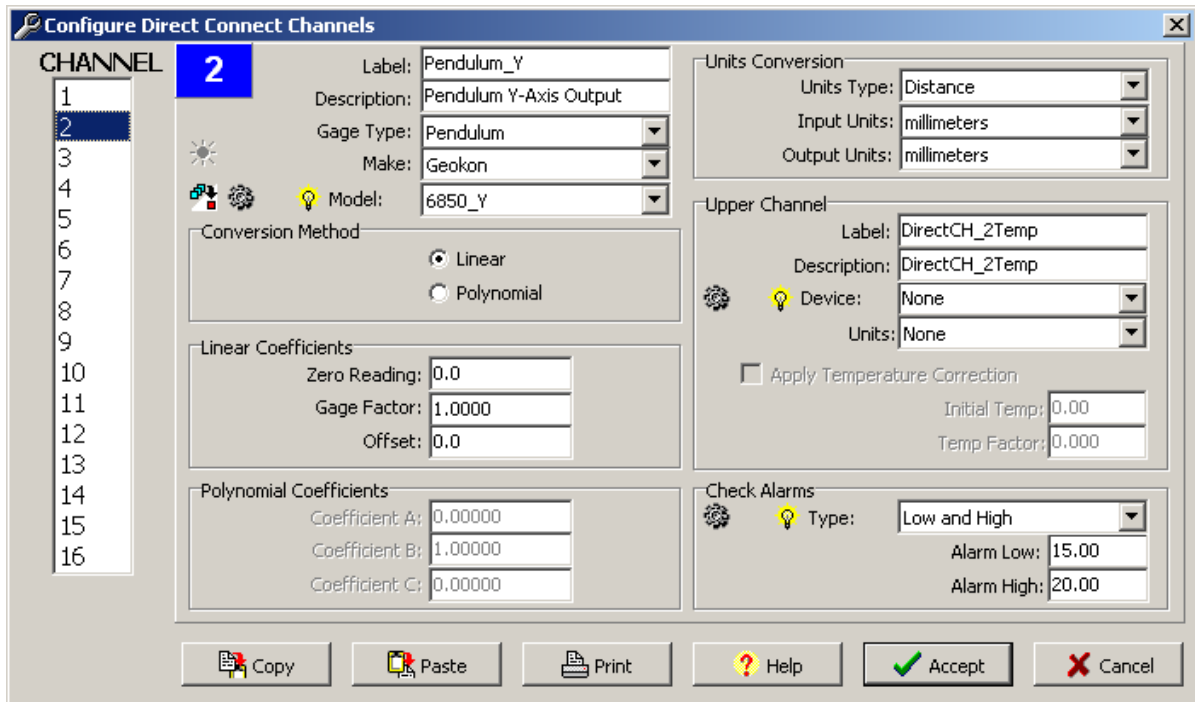 Configure Direct Connect Channels
CHANNEL
1
2
3
4
5
6
7
8
9
10
11
12
13
14
15
16
2
Label: Pendulum_Y
Description: Pendulum Y-Axis Output
Gage Type: Pendulum
Make: Geokon
Model: 6850_Y
Conversion Method
Linear
Polynomial
Linear Coefficients
Zero Reading: 0.0
Gage Factor: 1.0000
Offset: 0.0
Polynomial Coefficients
Coefficient A: 0.00000
Coefficient B: 1.00000
Coefficient C: 0.00000
Units Conversion
Units Type: Distance
Input Units: millimeters
Output Units: millimeters
Upper Channel
Label: DirectCH_2Temp
Description: DirectCH_2Temp
Device: None
Units: None
Apply Temperature Correction
Initial Temp: 0.00
Temp Factor: 0.000
Check Alarms
Type: Low and High
Alarm Low: 15.00
Alarm High: 20.00
Copy
Paste
Print
? Help
Accept
Cancel